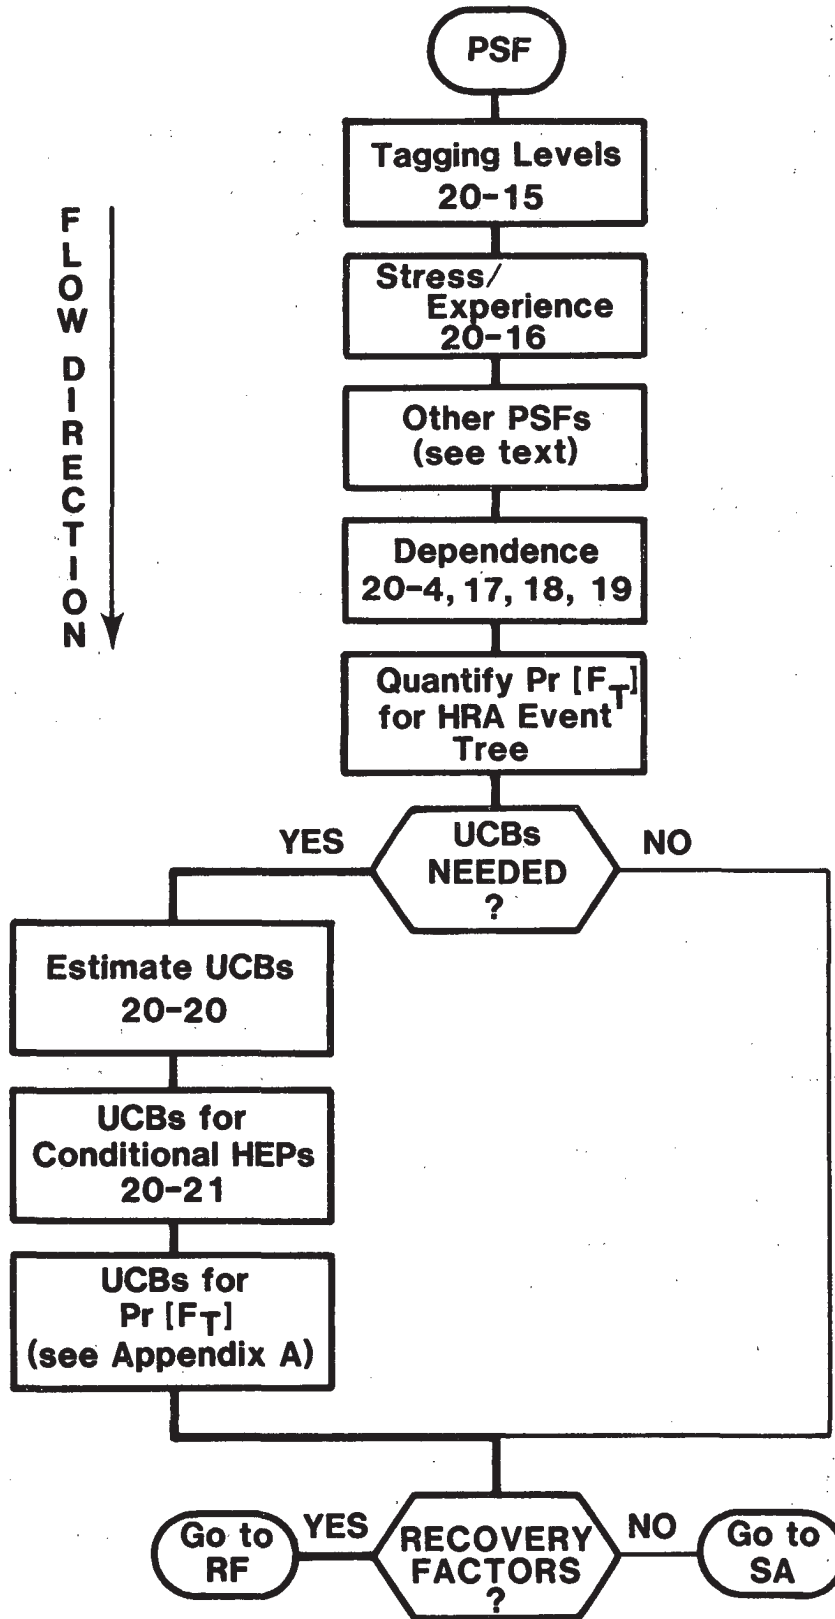 PSF
Tagging Levels
20-15
FLOW DIRECTION
Stress/
Experience
20-16
Other PSFs
(see text)
Dependence
20-4, 17, 18, 19
Quantify Pr [F_T]
for HRA Event
Tree
YES
UCBs
NEEDED
?
NO
Estimate UCBs
20-20
UCBs for
Conditional HEPs
20-21
UCBs for
Pr [F_T]
(see Appendix A)
Go to
RF
YES
RECOVERY
FACTORS
?
NO
Go to
SA